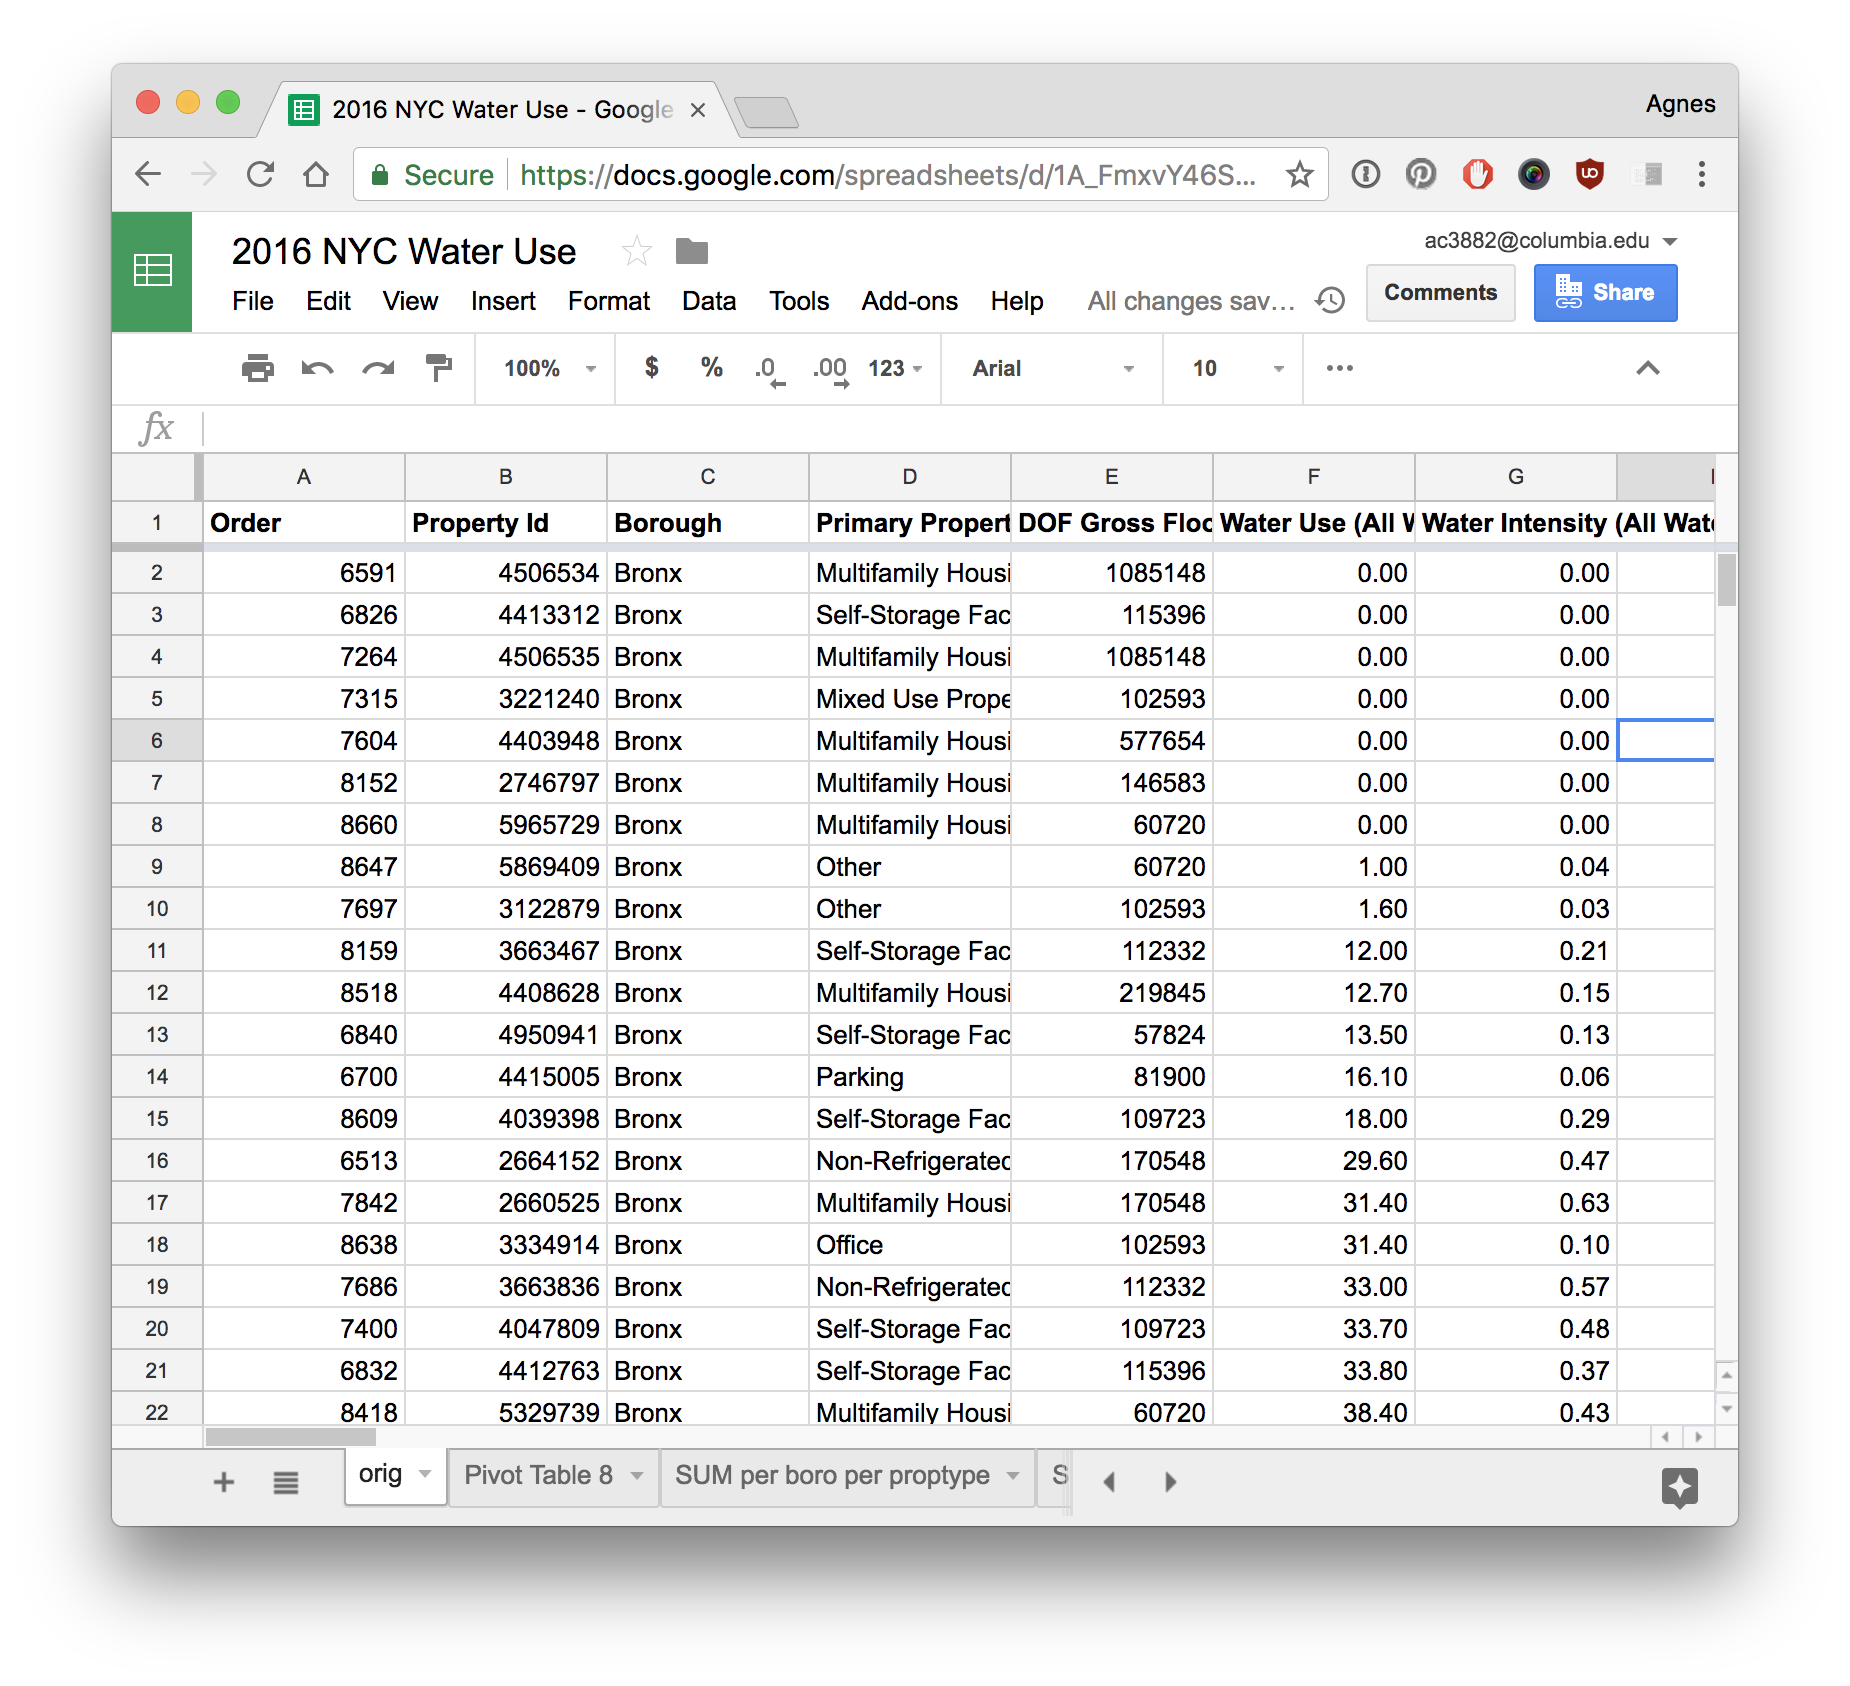 2016 NYC Water Use - Google
Agnes
Secure https://docs.google.com/spreadsheets/d/1A_FmxvY46S...
2016 NYC Water Use
ac3882@columbia.edu
File Edit View Insert Format Data Tools Add-ons Help All changes sav...
Comments Share
100% $ % .0 .00 123 Arial 10
fx
A B C D E F G
1 Order Property Id Borough Primary Propert DOF Gross Floo Water Use (All W Water Intensity (All Wate
2 6591 4506534 Bronx Multifamily Housi 1085148 0.00 0.00
3 6826 4413312 Bronx Self-Storage Fac 115396 0.00 0.00
4 7264 4506535 Bronx Multifamily Housi 1085148 0.00 0.00
5 7315 3221240 Bronx Mixed Use Prope 102593 0.00 0.00
6 7604 4403948 Bronx Multifamily Housi 577654 0.00 0.00
7 8152 2746797 Bronx Multifamily Housi 146583 0.00 0.00
8 8660 5965729 Bronx Multifamily Housi 60720 0.00 0.00
9 8647 5869409 Bronx Other 60720 1.00 0.04
10 7697 3122879 Bronx Other 102593 1.60 0.03
11 8159 3663467 Bronx Self-Storage Fac 112332 12.00 0.21
12 8518 4408628 Bronx Multifamily Housi 219845 12.70 0.15
13 6840 4950941 Bronx Self-Storage Fac 57824 13.50 0.13
14 6700 4415005 Bronx Parking 81900 16.10 0.06
15 8609 4039398 Bronx Self-Storage Fac 109723 18.00 0.29
16 6513 2664152 Bronx Non-Refrigerated 170548 29.60 0.47
17 7842 2660525 Bronx Multifamily Housi 170548 31.40 0.63
18 8638 3334914 Bronx Office 102593 31.40 0.10
19 7686 3663836 Bronx Non-Refrigerated 112332 33.00 0.57
20 7400 4047809 Bronx Self-Storage Fac 109723 33.70 0.48
21 6832 4412763 Bronx Self-Storage Fac 115396 33.80 0.37
22 8418 5329739 Bronx Multifamily Housi 60720 38.40 0.43
orig Pivot Table 8 SUM per boro per proptype S